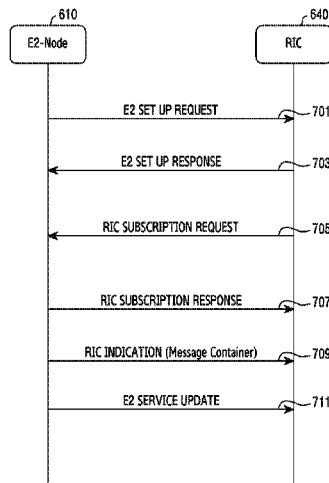 610
640
E2-Node
RIC
E2 SET UP REQUEST
701
E2 SET UP RESPONSE
703
RIC SUBSCRIPTION REQUEST
705
RIC SUBSCRIPTION RESPONSE
707
RIC INDICATION (Message Container)
709
E2 SERVICE UPDATE
711